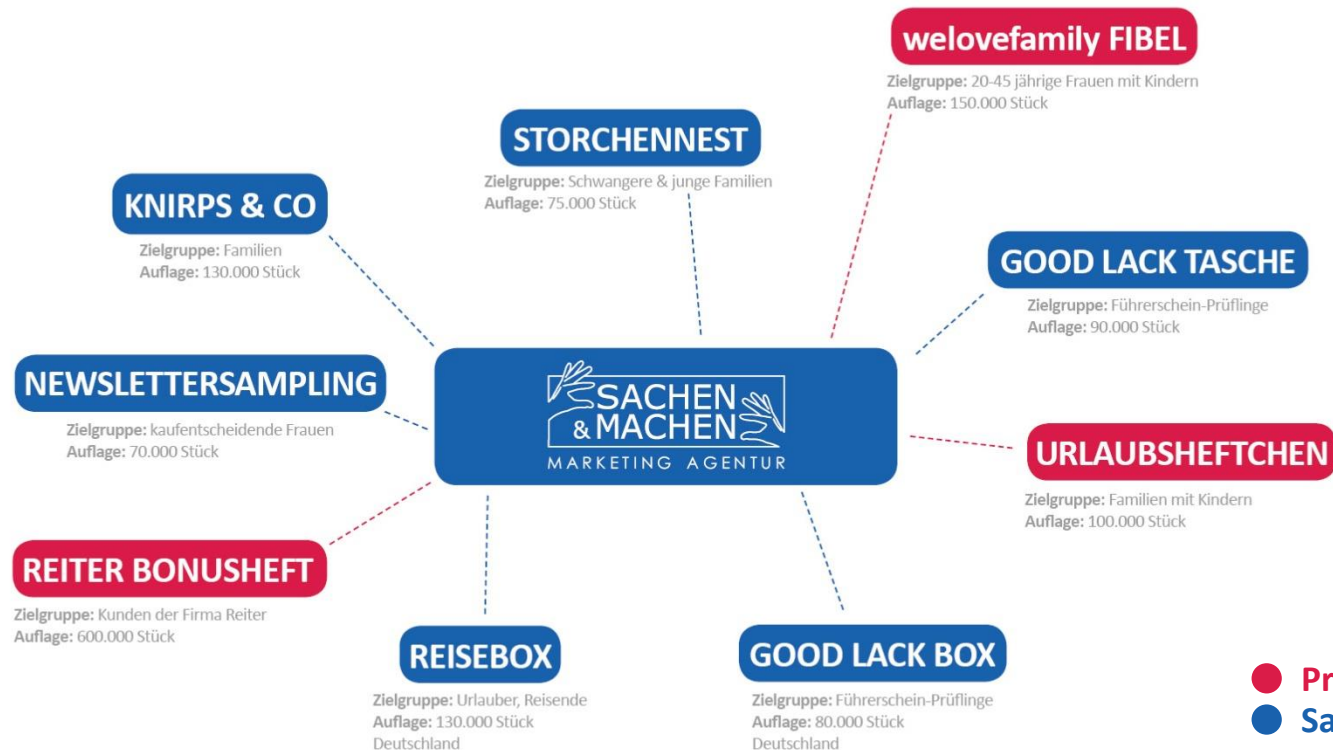 welovefamily FIBEL
Zielgruppe: 20-45 jährige Frauen mit Kindern
Auflage: 150.000 Stück
STORCHENNEST
Zielgruppe: Schwangere & junge Familien
Auflage: 75.000 Stück
KNIRPS & CO
Zielgruppe: Familien
Auflage: 130.000 Stück
GOOD LACK TASCHE
Zielgruppe: Führerschein-Prüflinge
Auflage: 90.000 Stück
NEWSLETTERSAMPLING
Zielgruppe: kaufentscheidende Frauen
Auflage: 70.000 Stück
SACHEN
& MACHEN
MARKETING AGENTUR
URLAUBSHEFTCHEN
Zielgruppe: Familien mit Kindern
Auflage: 100.000 Stück
REITER BONUSHEFT
Zielgruppe: Kunden der Firma Reiter
Auflage: 600.000 Stück
REISEBOX
Zielgruppe: Urlauber, Reisende
Auflage: 130.000 Stück
Deutschland
GOOD LACK BOX
Zielgruppe: Führerschein-Prüflinge
Auflage: 80.000 Stück
Deutschland
Pr
Sa